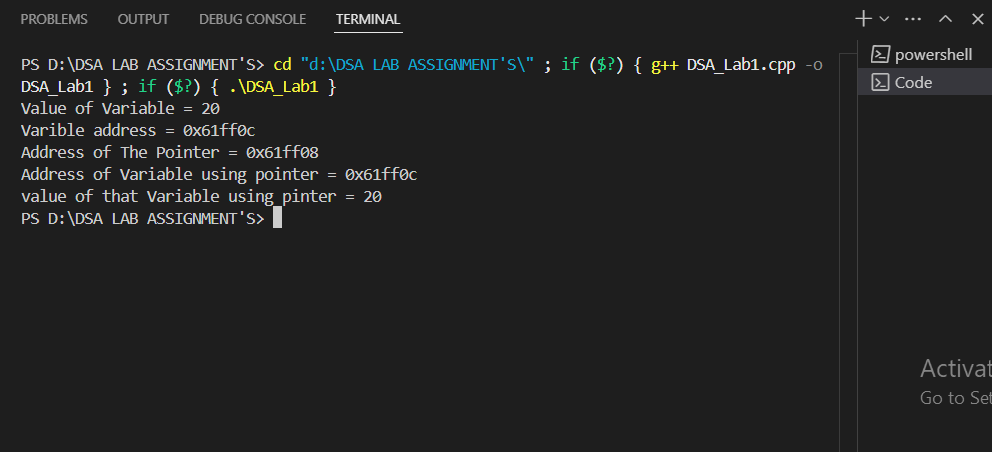 PROBLEMS OUTPUT DEBUG CONSOLE TERMINAL
PS D:\DSA LAB ASSIGNMENT'S> cd "d:\DSA LAB ASSIGNMENT'S\" ; if ($?) { g++ DSA_Lab1.cpp -o
DSA_Lab1 } ; if ($?) { .\DSA_Lab1 }
Value of Variable = 20
Varible address = 0x61ff0c
Address of The Pointer = 0x61ff08
Address of Variable using pointer = 0x61ff0c
value of that Variable using pinter = 20
PS D:\DSA LAB ASSIGNMENT'S>
powershell
Code
Activat
Go to Set